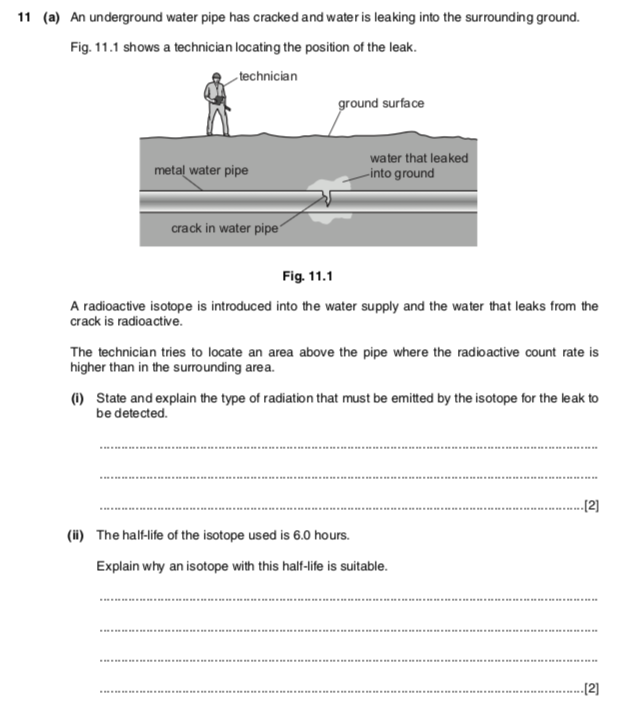 11 (a) An underground water pipe has cracked and water is leaking into the surrounding ground.
Fig. 11.1 shows a technician locating the position of the leak.
technician
ground surface
water that leaked
into ground
metal water pipe
crack in water pipe
Fig. 11.1
A radioactive isotope is introduced into the water supply and the water that leaks from the
crack is radioactive.
The technician tries to locate an area above the pipe where the radioactive count rate is
higher than in the surrounding area.
(i) State and explain the type of radiation that must be emitted by the isotope for the leak to
be detected.
[2]
(ii) The half-life of the isotope used is 6.0 hours.
Explain why an isotope with this half-life is suitable.
[2]